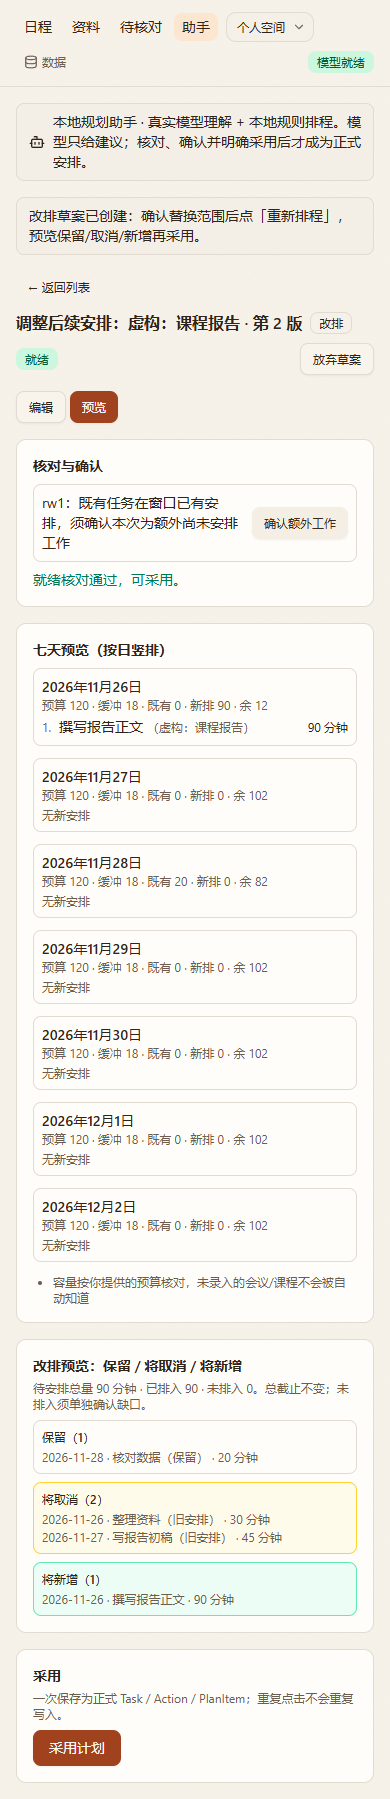 日程 资料 待核对 助手 个人空间
数据 模型就绪
本地规划助手 · 真实模型理解 + 本地规则排程。模
型只给建议；核对、确认并明确采用后才成为正式
安排。
改排草案已创建：确认替换范围后点「重新排程」，
预览保留/取消/新增再采用。
← 返回列表
调整后续安排：虚构：课程报告 · 第 2 版 改排
就绪 放弃草案
编辑 预览
核对与确认
rw1：既有任务在窗口已有安
排，须确认本次为额外尚未安排
工作
确认额外工作
就绪核对通过，可采用。
七天预览（按日竖排）
2026年11月26日
预算 120 · 缓冲 18 · 既有 0 · 新排 90 · 余 12
1. 撰写报告正文 （虚构：课程报告） 90 分钟
2026年11月27日
预算 120 · 缓冲 18 · 既有 0 · 新排 0 · 余 102
无新安排
2026年11月28日
预算 120 · 缓冲 18 · 既有 20 · 新排 0 · 余 82
无新安排
2026年11月29日
预算 120 · 缓冲 18 · 既有 0 · 新排 0 · 余 102
无新安排
2026年11月30日
预算 120 · 缓冲 18 · 既有 0 · 新排 0 · 余 102
无新安排
2026年12月1日
预算 120 · 缓冲 18 · 既有 0 · 新排 0 · 余 102
无新安排
2026年12月2日
预算 120 · 缓冲 18 · 既有 0 · 新排 0 · 余 102
无新安排
• 容量按你提供的预算核对，未录入的会议/课程不会被自
动知道
改排预览：保留 / 将取消 / 将新增
待安排总量 90 分钟 · 已排入 90 · 未排入 0。总截止不变；未
排入须单独确认缺口。
保留（1）
2026-11-28 · 核对数据（保留） · 20 分钟
将取消（2）
2026-11-26 · 整理资料（旧安排） · 30 分钟
2026-11-27 · 写报告初稿（旧安排） · 45 分钟
将新增（1）
2026-11-26 · 撰写报告正文 · 90 分钟
采用
一次保存为正式 Task / Action / PlanItem；重复点击不会重复
写入。
采用计划